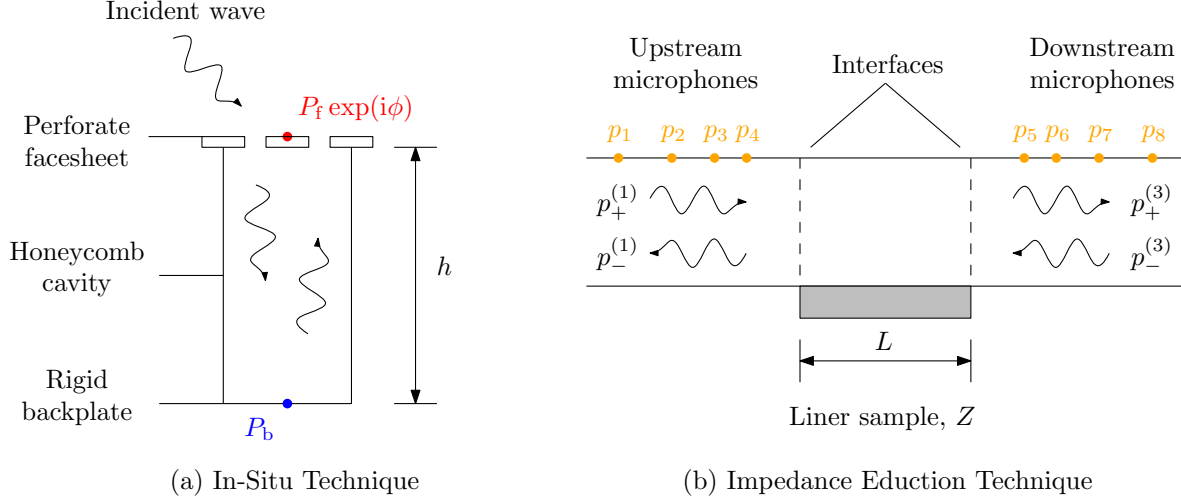 Incident wave
P_f exp(iϕ)
Perforate
facesheet
Honeycomb
cavity
h
Rigid
backplate
P_b
(a) In-Situ Technique
Upstream
microphones
Interfaces
Downstream
microphones
p_1 p_2 p_3 p_4
p_5 p_6 p_7 p_8
p_+^{(1)}
p_+^{(3)}
p_-^{(1)}
p_-^{(3)}
L
Liner sample, Z
(b) Impedance Eduction Technique